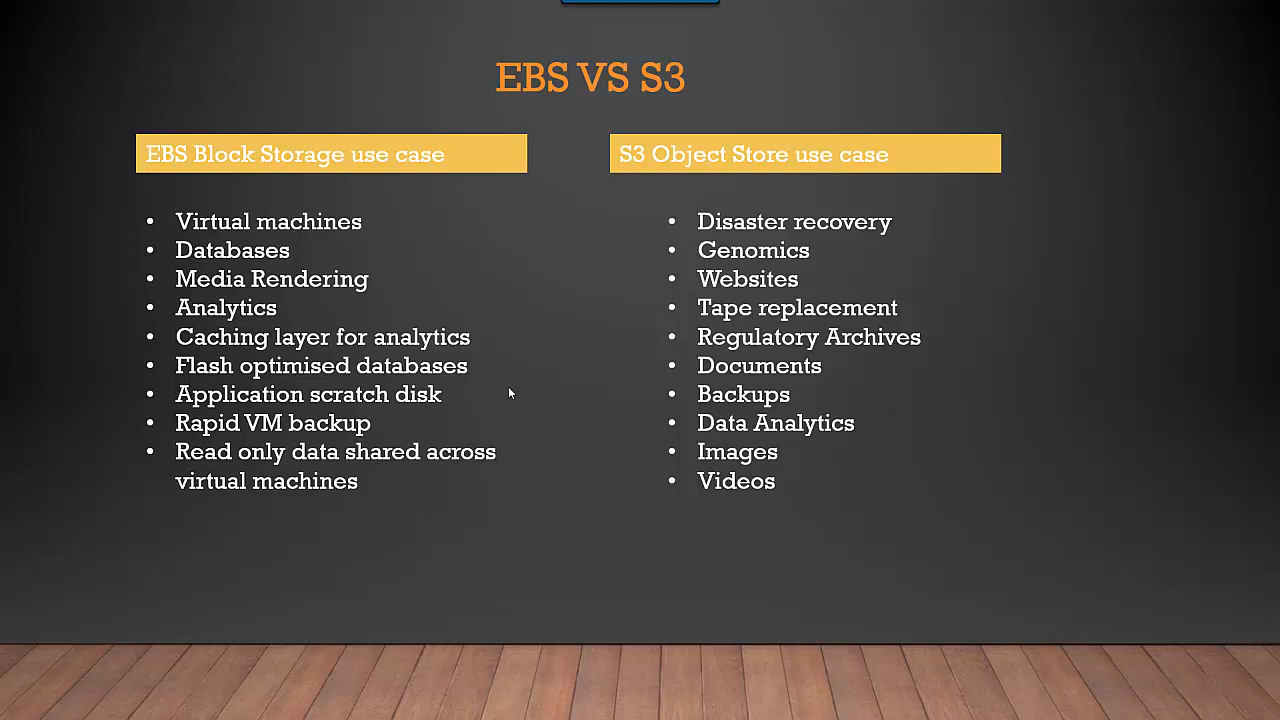 EBS VS S3
EBS Block Storage use case
• Virtual machines
• Databases
• Media Rendering
• Analytics
• Caching layer for analytics
• Flash optimised databases
• Application scratch disk
• Rapid VM backup
• Read only data shared across
virtual machines
S3 Object Store use case
• Disaster recovery
• Genomics
• Websites
• Tape replacement
• Regulatory Archives
• Documents
• Backups
• Data Analytics
• Images
• Videos